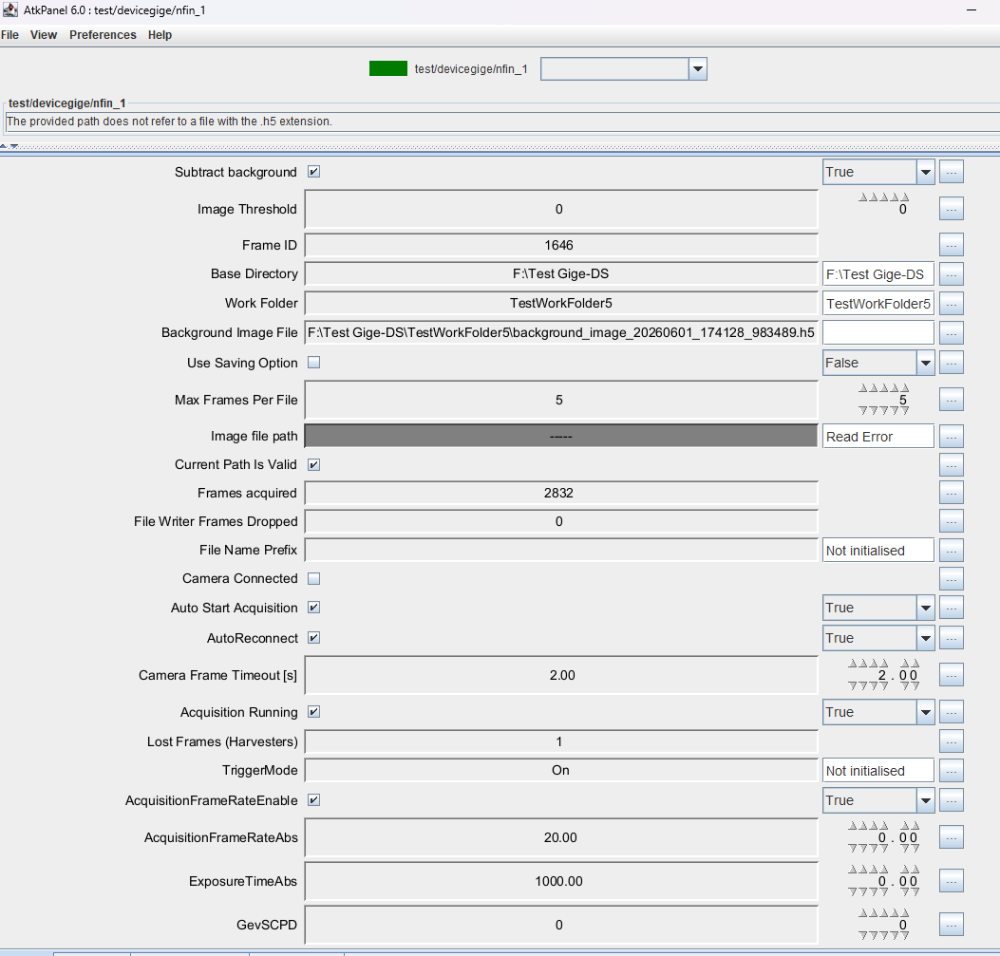 AtkPanel 6.0 : test/devicegige/nfin_1
File View Preferences Help
test/devicegige/nfin_1
test/devicegige/nfin_1
The provided path does not refer to a file with the .h5 extension.
Subtract background True ...
Image Threshold 0 0 ...
Frame ID 1646 ...
Base Directory F:\Test Gige-DS F:\Test Gige-DS ...
Work Folder TestWorkFolder5 TestWorkFolder5 ...
Background Image File F:\Test Gige-DS\TestWorkFolder5\background_image_20260601_174128_983489.h5 ...
Use Saving Option False ...
Max Frames Per File 5 5 ...
Image file path ----- Read Error ...
Current Path Is Valid ...
Frames acquired 2832 ...
File Writer Frames Dropped 0 ...
File Name Prefix Not initialised ...
Camera Connected ...
Auto Start Acquisition True ...
AutoReconnect True ...
Camera Frame Timeout [s] 2.00 2.00 ...
Acquisition Running True ...
Lost Frames (Harvesters) 1 ...
TriggerMode On Not initialised ...
AcquisitionFrameRateEnable True ...
AcquisitionFrameRateAbs 20.00 0.00 ...
ExposureTimeAbs 1000.00 0.00 ...
GevSCPD 0 0 ...